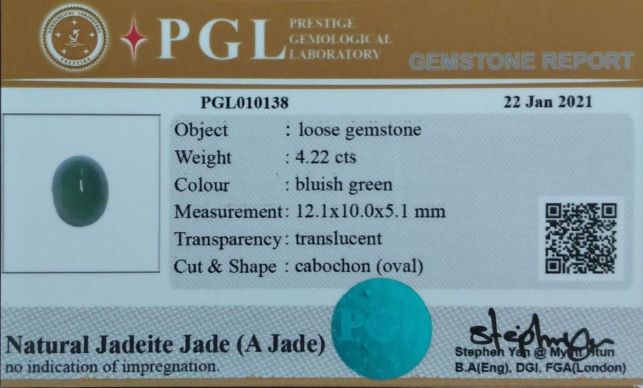 PGL PRESTIGE
GEMOLOGICAL
LABORATORY
GEMSTONE REPORT
PGL010138 22 Jan 2021
Object : loose gemstone
Weight : 4.22 cts
Colour : bluish green
Measurement : 12.1x10.0x5.1 mm
Transparency : translucent
Cut & Shape : cabochon (oval)
PGL
Natural Jadeite Jade (A Jade)
no indication of impregnation.
Stephen Yan @ Myint Htun
B.A(Eng), DGI, FGA(London)